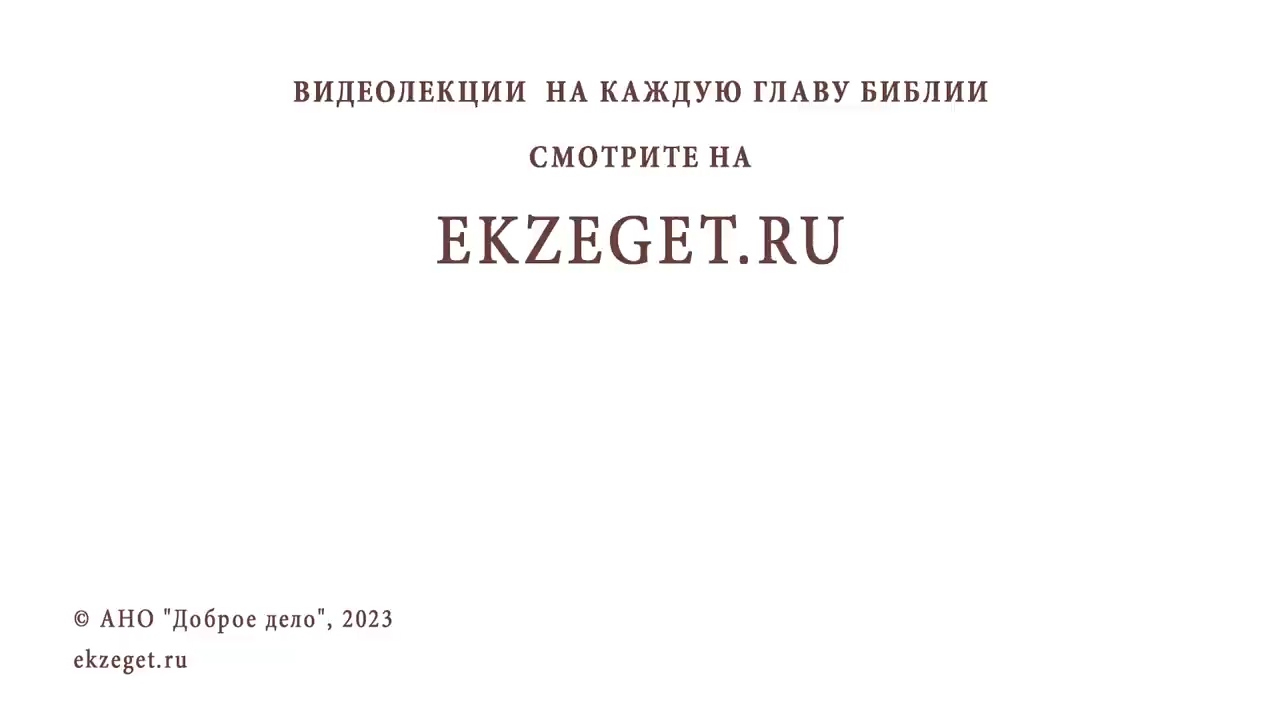 ВИДЕОЛЕКЦИИ НА КАЖДУЮ ГЛАВУ БИБЛИИ
СМОТРИТЕ НА
EKZEGET.RU
© АНО "Доброе дело", 2023
ekzeget.ru